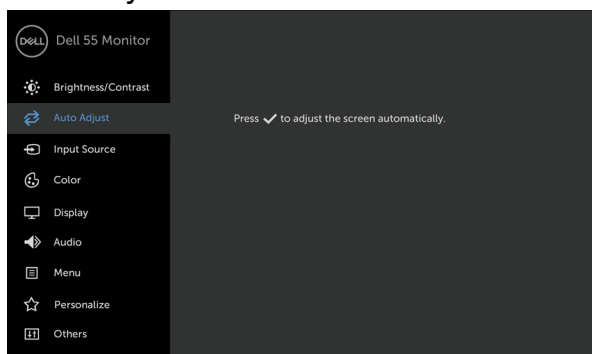 DELL Dell 55 Monitor
Brightness/Contrast
Auto Adjust
Press ✓ to adjust the screen automatically.
Input Source
Color
Display
Audio
Menu
Personalize
Others